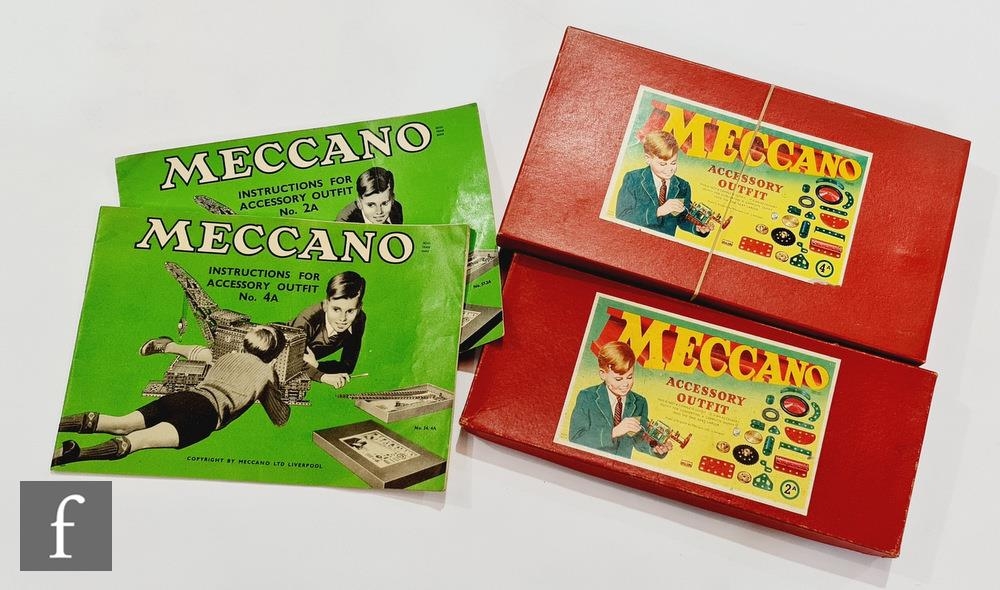 MECCANO
INSTRUCTIONS FOR
ACCESSORY OUTFIT
No. 2A
MECCANO
INSTRUCTIONS FOR
ACCESSORY OUTFIT
No. 4A
COPYRIGHT BY MECCANO LTD LIVERPOOL
MECCANO
ACCESSORY
OUTFIT
4A
MECCANO
ACCESSORY
OUTFIT
2A
f